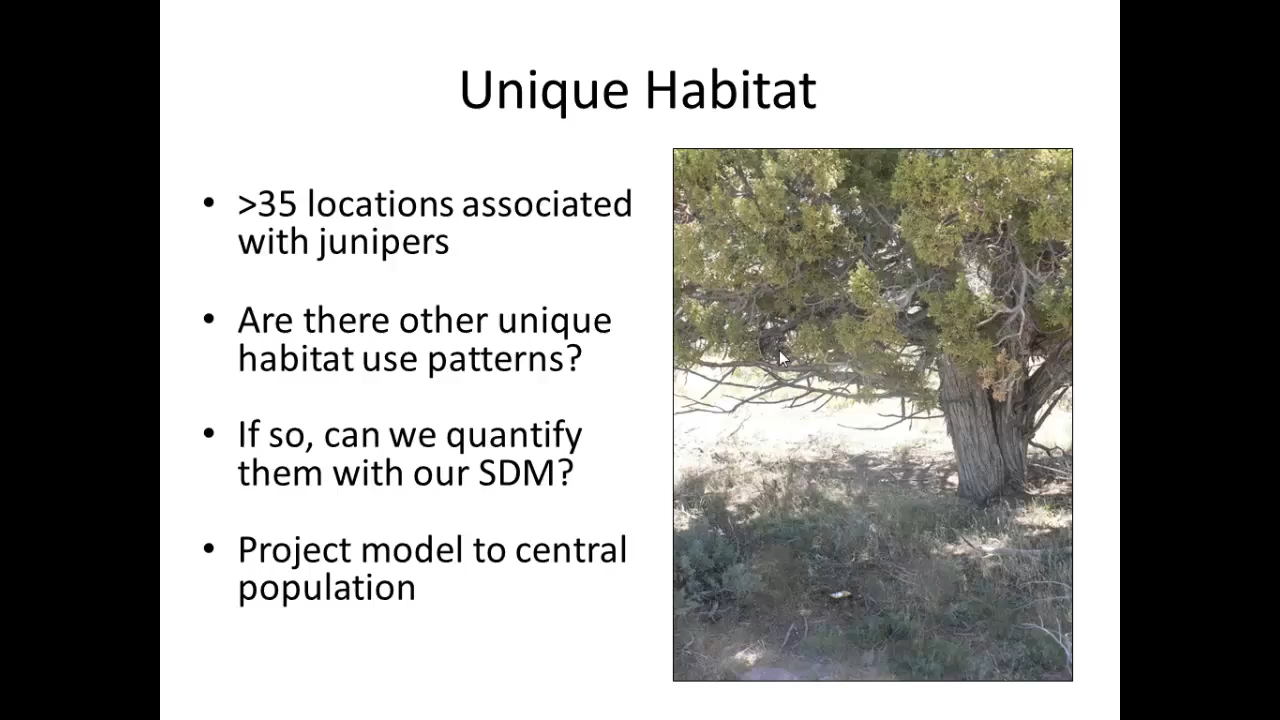 Unique Habitat
• >35 locations associated
with junipers
• Are there other unique
habitat use patterns?
• If so, can we quantify
them with our SDM?
• Project model to central
population